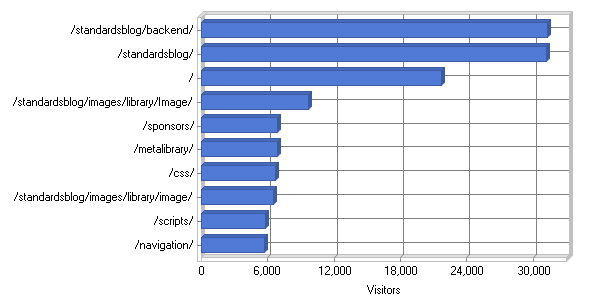 /standardsblog/backend/
/standardsblog/
/
/standardsblog/images/library/Image/
/sponsors/
/metalibrary/
/css/
/standardsblog/images/library/image/
/scripts/
/navigation/
0 6,000 12,000 18,000 24,000 30,000
Visitors